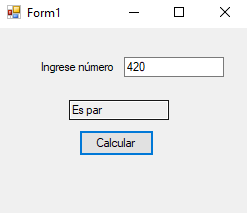 Form1
Ingrese número 420
Es par
Calcular